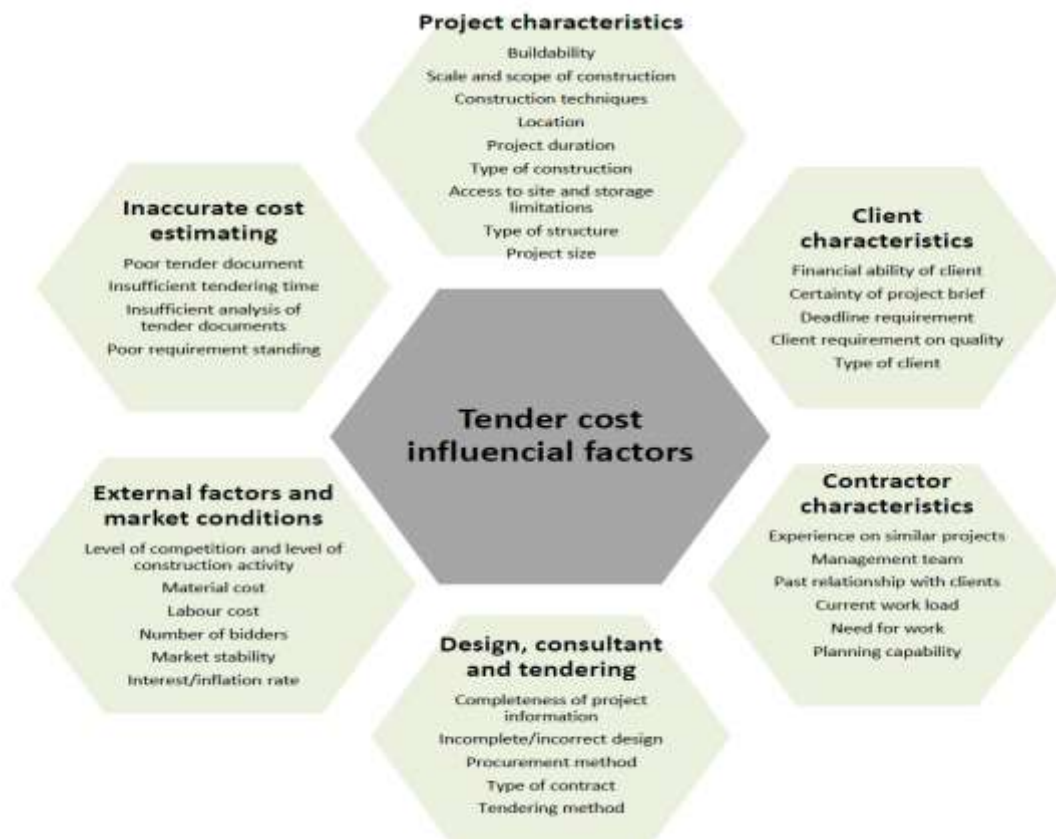 Project characteristics
Buildability
Scale and scope of construction
Construction techniques
Location
Project duration
Type of construction
Access to site and storage
limitations
Type of structure
Project size
Inaccurate cost
estimating
Poor tender document
Insufficient tendering time
Insufficient analysis of
tender documents
Poor requirement standing
Client
characteristics
Financial ability of client
Certainty of project brief
Deadline requirement
Client requirement on quality
Type of client
Tender cost
influencial factors
External factors and
market conditions
Level of competition and level of
construction activity
Material cost
Labour cost
Number of bidders
Market stability
Interest/inflation rate
Contractor
characteristics
Experience on similar projects
Management team
Past relationship with clients
Current work load
Need for work
Planning capability
Design, consultant
and tendering
Completeness of project
information
Incomplete/incorrect design
Procurement method
Type of contract
Tendering method